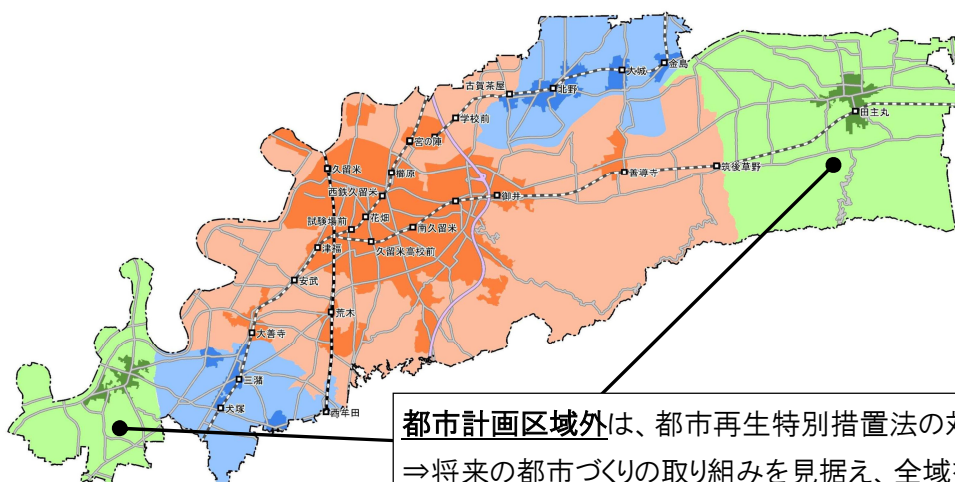 金島
大城
古賀茶屋
北野
学校前
田主丸
宮の陣
久留米
櫛原
筑後草野
善導寺
西鉄久留米
御井
試験場前
花畑
南久留米
津福
久留米高校前
安武
荒木
大善寺
三潴
犬塚
西牟田
都市計画区域外は、都市再生特別措置法の
⇒将来の都市づくりの取り組みを見据え、全域